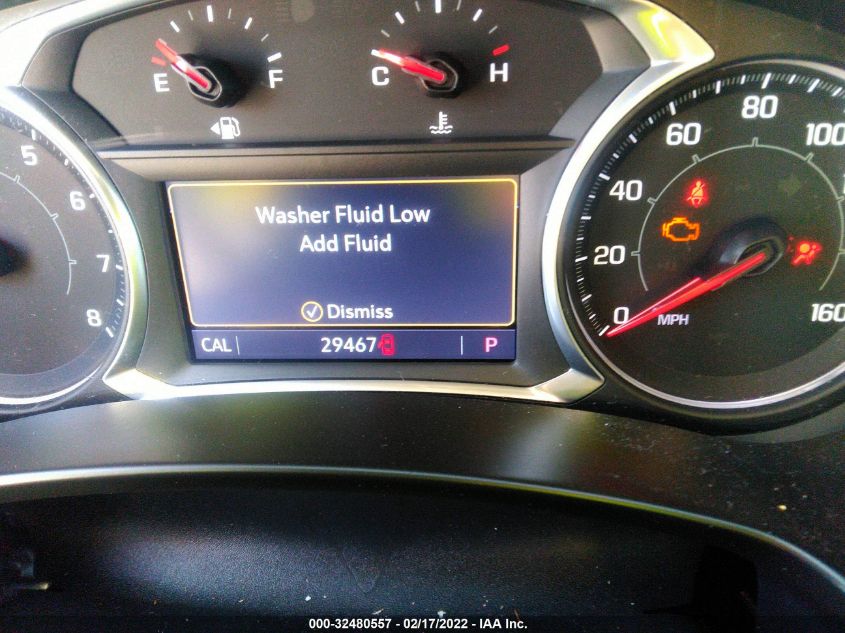 E F
C H
5
6
7
8
Washer Fluid Low
Add Fluid
Dismiss
CAL 29467 P
0
20
40
60
80
100
160
MPH
000-32480557 - 02/17/2022 - IAA Inc.